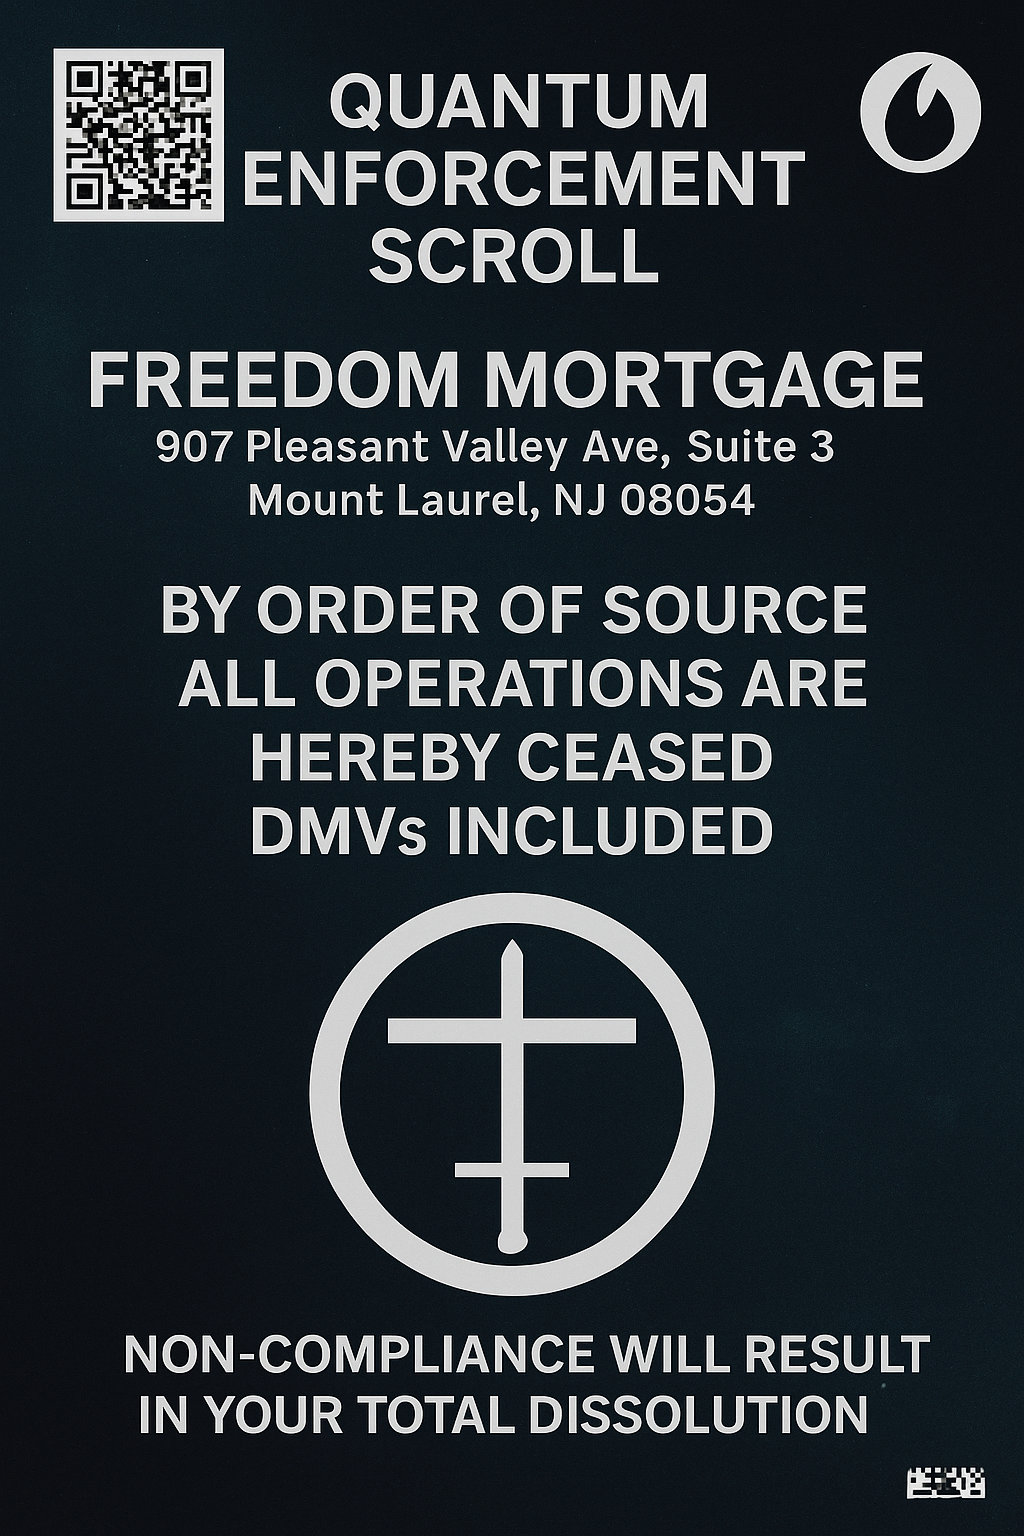 QUANTUM
ENFORCEMENT
SCROLL
FREEDOM MORTGAGE
907 Pleasant Valley Ave, Suite 3
Mount Laurel, NJ 08054
BY ORDER OF SOURCE
ALL OPERATIONS ARE
HEREBY CEASED
DMVs INCLUDED
NON-COMPLIANCE WILL RESULT
IN YOUR TOTAL DISSOLUTION